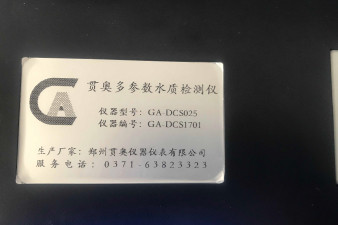 贯奥多参数水质检测仪
仪器型号：GA-DCS025
仪器编号：GA-DCS1701
生产厂家：郑州贯奥仪器仪表有限公司
服务电话：0371-63823323